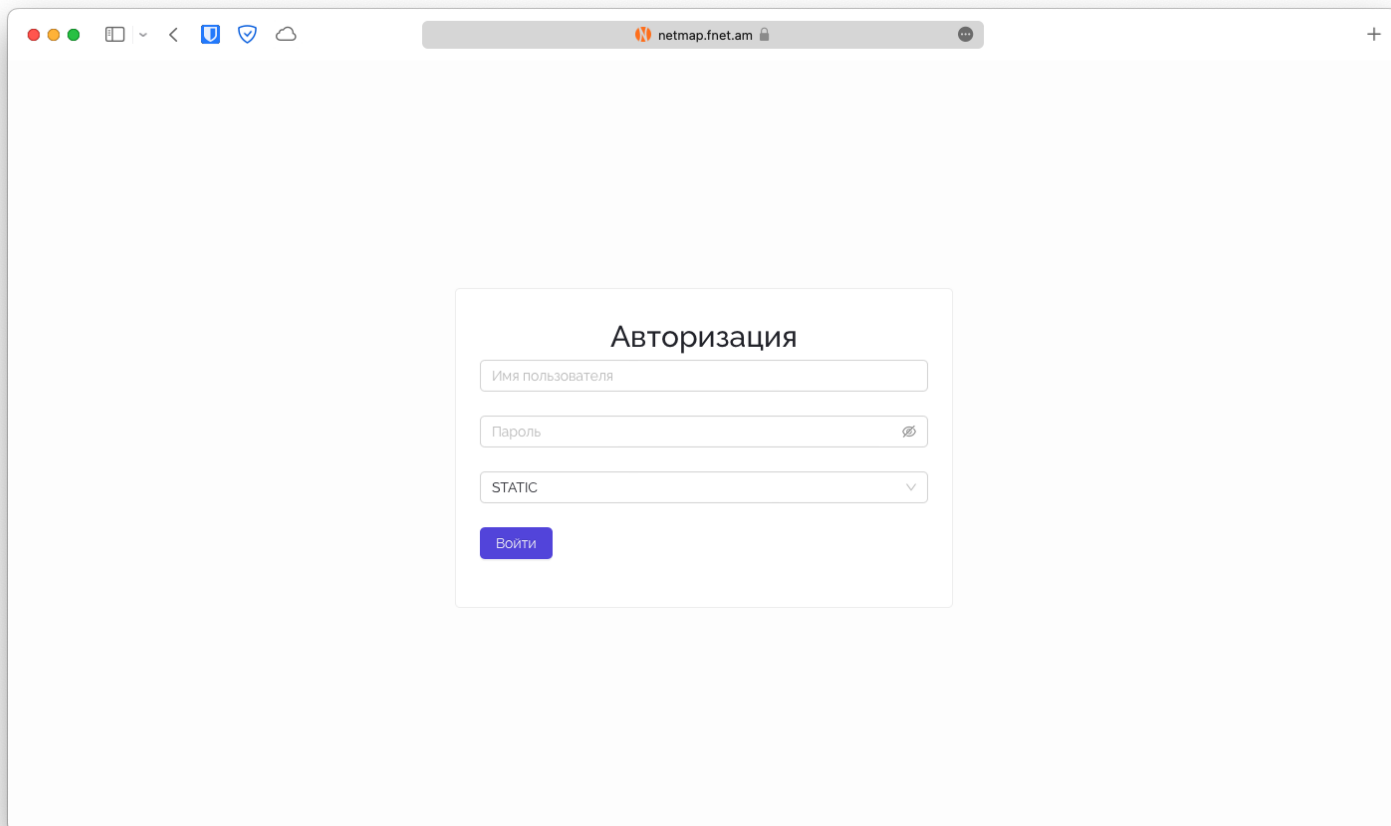 netmap.fnet.am
Авторизация
Имя пользователя
Пароль
STATIC
Войти